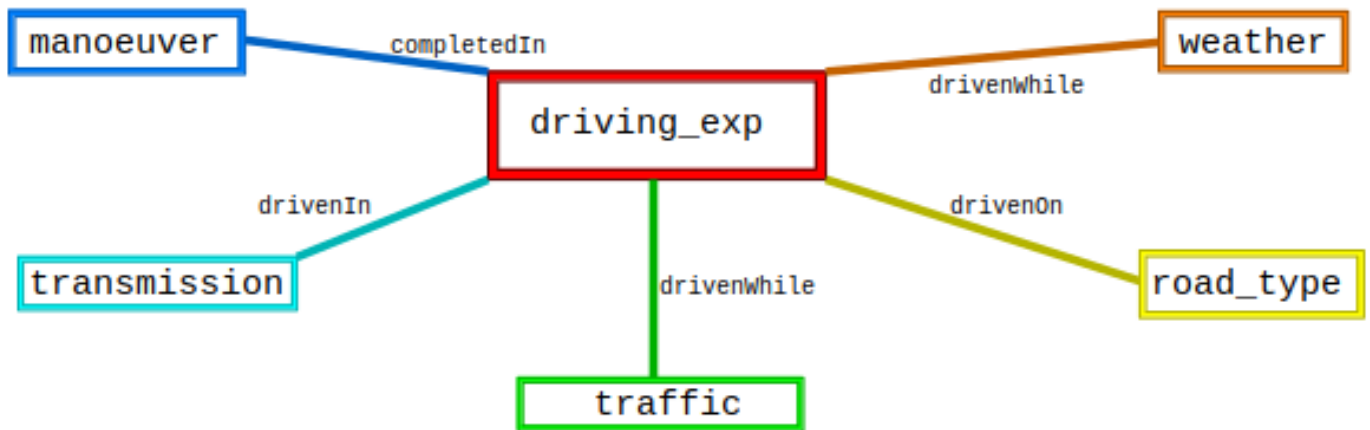 manoeuver
completedIn
weather
drivenWhile
driving_exp
drivenIn
drivenOn
transmission
drivenWhile
road_type
traffic